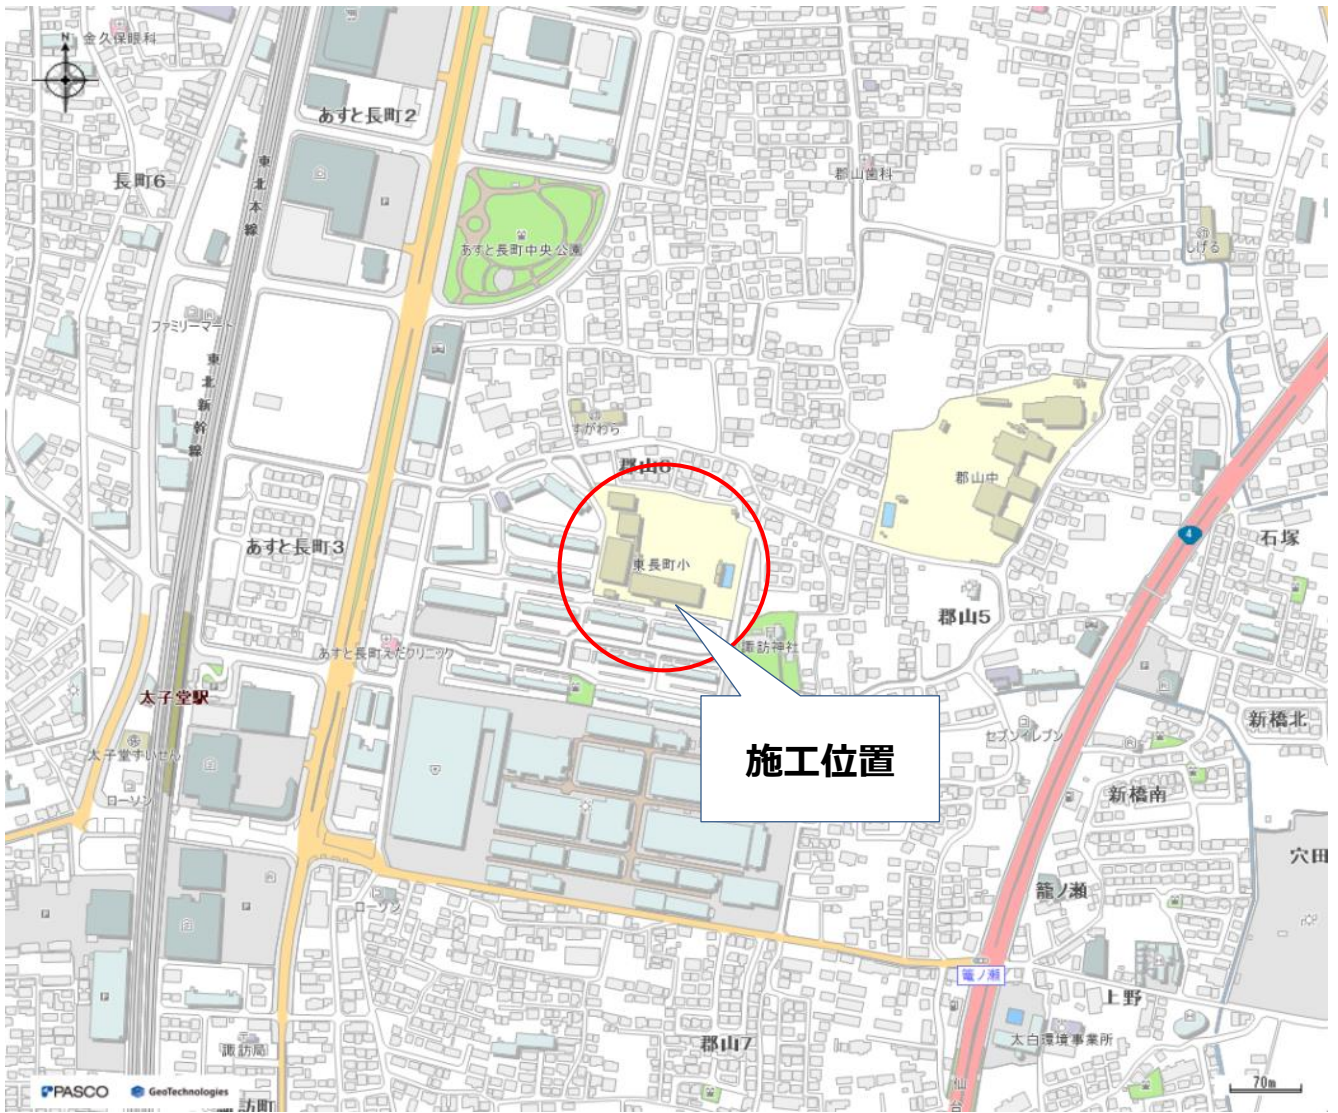 N
金久保眼科
あすと長町2
長町6
東北本線
郡山歯科
しげる
あすと長町中央公園
ファミリーマート
東北新幹線
すがわら
郡山6
郡山中
4
石塚
あすと長町3
東長町小
郡山5
諏訪神社
あすと長町えだクリニック
太子堂駅
新橋北
セブンイレブン
太子堂すいせん
施工位置
ローソン
新橋南
穴田
籠ノ瀬
ローソン
籠ノ瀬
上野
太白環境事業所
郡山7
諏訪局
仙台
PASCO
GeoTechnologies
諏訪町
70m